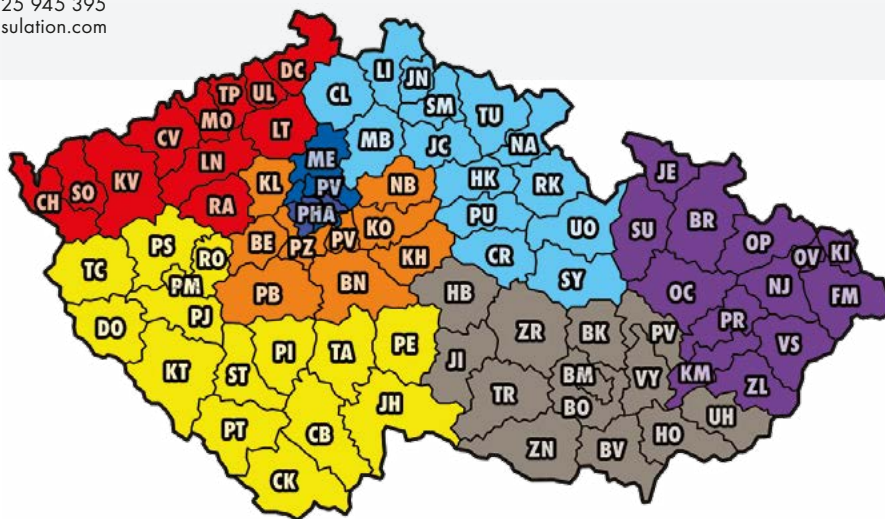 25 945 395
sulation.com
DC
LI
JN
TP
UL
CL
SM
MO
TU
CV
LT
MB
JC
NA
LN
ME
KL
PV
NB
HK
RK
JE
CH
SO
KV
RA
PHA
PU
SU
BR
PS
BE
PZ
PV
KO
UO
OP
TC
RO
KH
CR
OV
KI
PM
PB
BN
SY
HB
OC
NJ
FM
DO
PJ
PR
PI
TA
PE
ZR
BK
PV
VS
KT
ST
JI
BM
VY
KM
ZL
TR
BO
JH
UH
PT
CB
HO
ZN
BV
CK